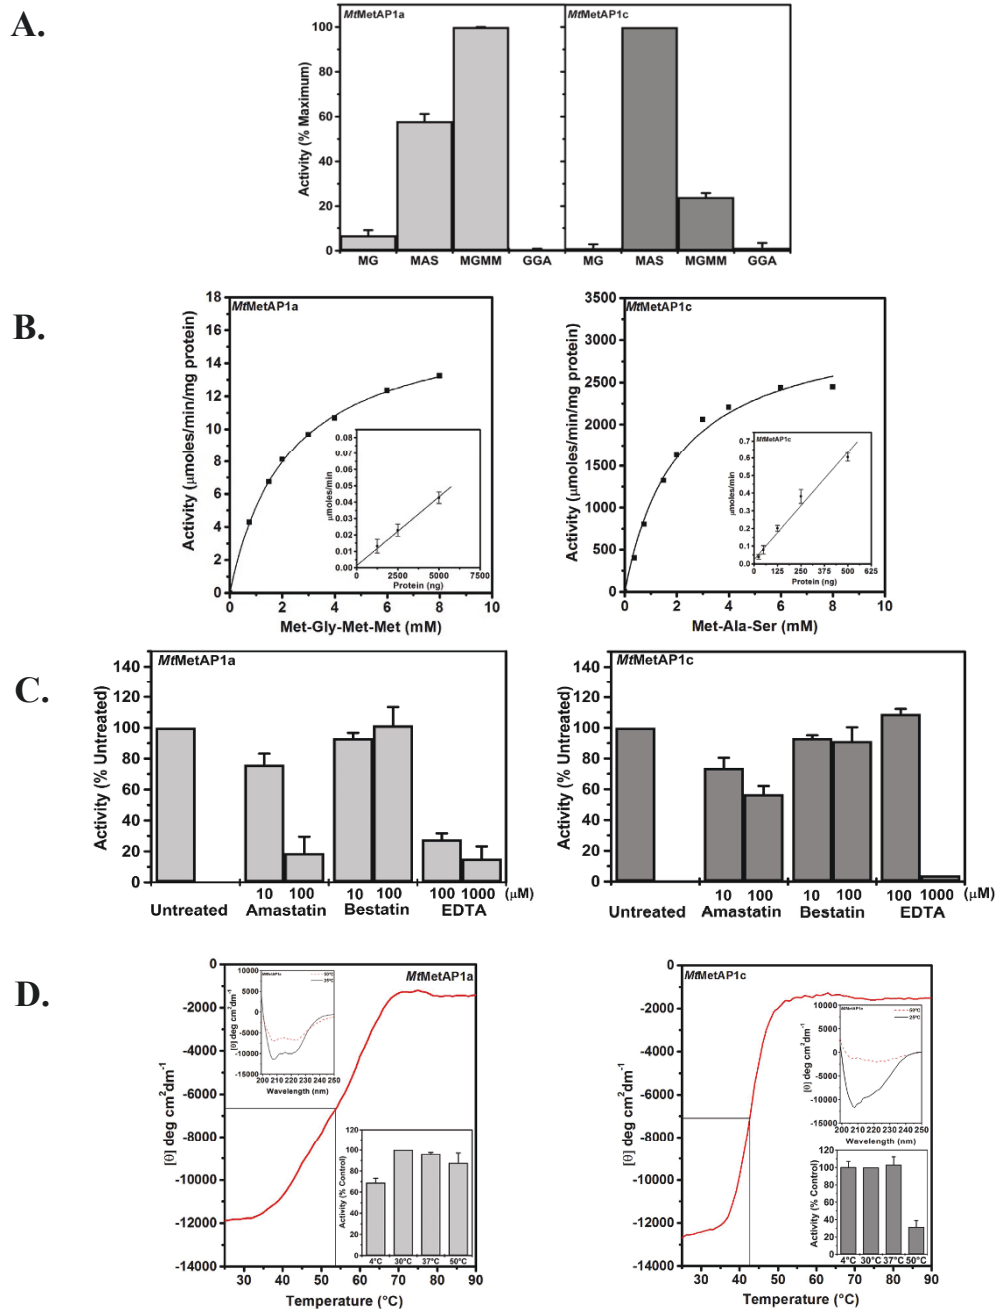 A.
MtMetAP1a
MtMetAP1c
Activity (% Maximum)
100
80
60
40
20
0
MG MAS MGMM GGA MG MAS MGMM GGA
B.
MtMetAP1a
Activity (μmoles/min/mg protein)
18
16
14
12
10
8
6
4
2
0
0 2 4 6 8 10
Met-Gly-Met-Met (mM)
MtMetAP1a
μmoles/min
0.08
0.07
0.06
0.05
0.04
0.03
0.02
0.01
0.00
0 2500 5000 7500
Protein (ng)
MtMetAP1c
Activity (μmoles/min/mg protein)
3500
3000
2500
2000
1500
1000
500
0
0 2 4 6 8 10
Met-Ala-Ser (mM)
MtMetAP1c
μmoles/min
0.7
0.6
0.5
0.4
0.3
0.2
0.1
0.0
0 125 250 375 500 625
Protein (ng)
C.
MtMetAP1a
Activity (% Untreated)
140
120
100
80
60
40
20
0
10 100 10 100 100 1000 (μM)
Untreated Amastatin Bestatin EDTA
MtMetAP1c
Activity (% Untreated)
140
120
100
80
60
40
20
0
10 100 10 100 100 1000 (μM)
Untreated Amastatin Bestatin EDTA
D.
MtMetAP1a
[θ] deg cm2dm-1
0
-2000
-4000
-6000
-8000
-10000
-12000
-14000
30 40 50 60 70 80 90
Temperature (°C)
[θ] deg cm2dm-1
10000
5000
0
-5000
-10000
-15000
200 210 220 230 240 250
Wavelength (nm)
25°C
Activity (% Control)
120
100
80
60
40
20
0
4°C 30°C 37°C 50°C
MtMetAP1c
[θ] deg cm2dm-1
0
-2000
-4000
-6000
-8000
-10000
-12000
-14000
30 40 50 60 70 80 90
Temperature (°C)
[θ] deg cm2dm-1
15000
10000
5000
0
-5000
-10000
-15000
200 210 220 230 240 250
Wavelength (nm)
50°C
25°C
Activity (% Control)
120
100
80
60
40
20
0
4°C 30°C 37°C 50°C